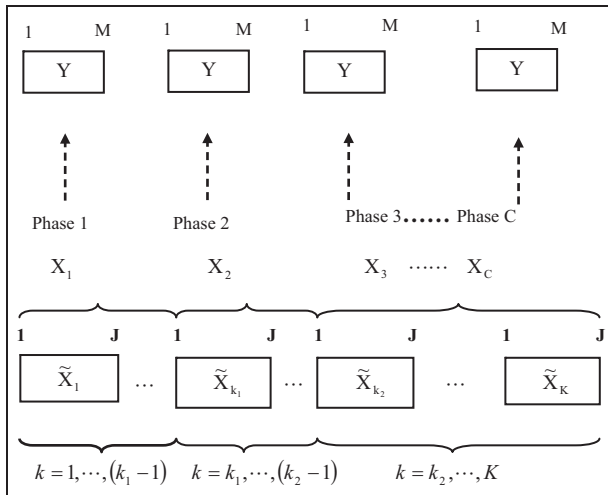 1 M 1 M 1 M 1 M
Y Y Y Y
Phase 1 Phase 2 Phase 3...... Phase C
X₁ X₂ X₃ ⋯⋯ X_C
1 J 1 J 1 J 1 J
X̃₁ ⋯ X̃_{k₁} ⋯ X̃_{k₂} ⋯ X̃_K
k = 1,⋯,(k₁ −1) k = k₁,⋯,(k₂ −1) k = k₂,⋯,K